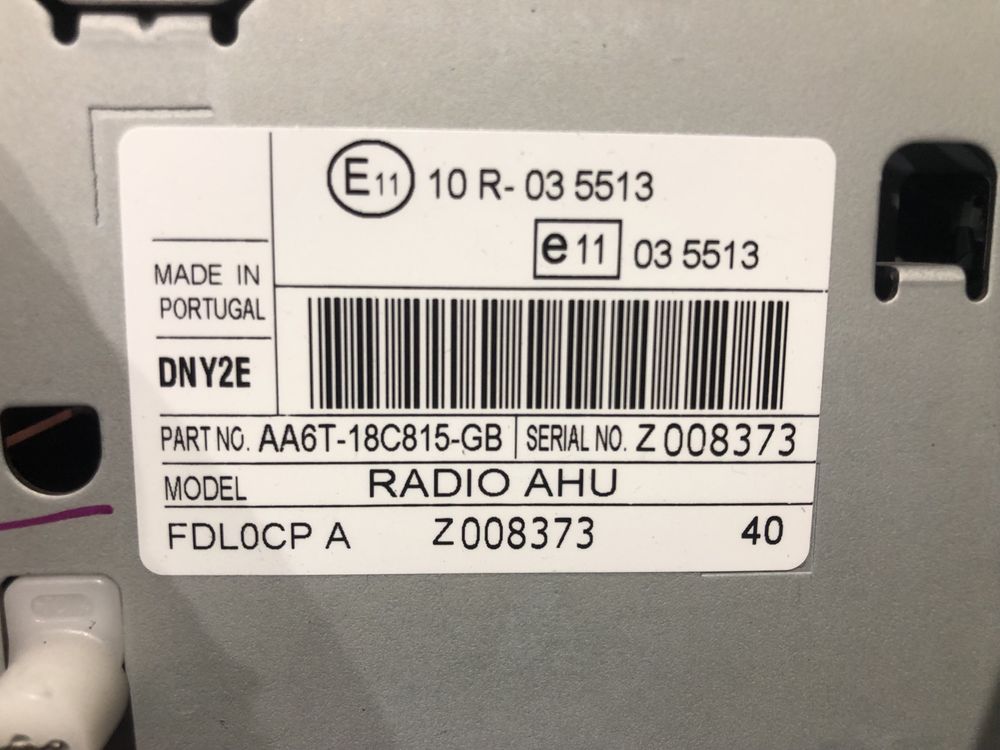 E11 10 R- 03 5513
e11 03 5513
MADE IN
PORTUGAL
DNY2E
PART NO. AA6T-18C815-GB SERIAL NO. Z008373
MODEL RADIO AHU
FDL0CP A Z008373 40